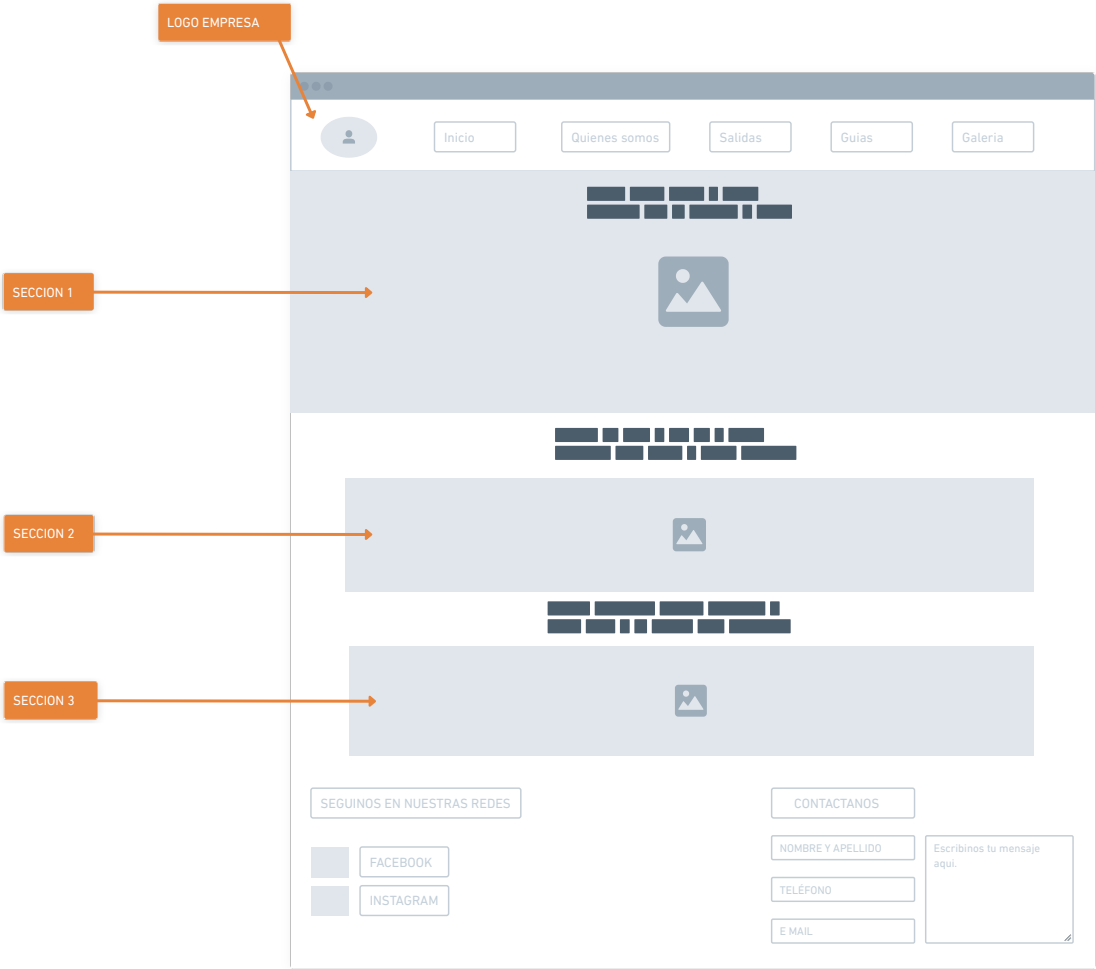 LOGO EMPRESA
Inicio
Quienes somos
Salidas
Guias
Galeria
SECCION 1
SECCION 2
SECCION 3
SEGUINOS EN NUESTRAS REDES
FACEBOOK
INSTAGRAM
CONTACTANOS
NOMBRE Y APELLIDO
TELÉFONO
E MAIL
Escribinos tu mensaje
aqui.